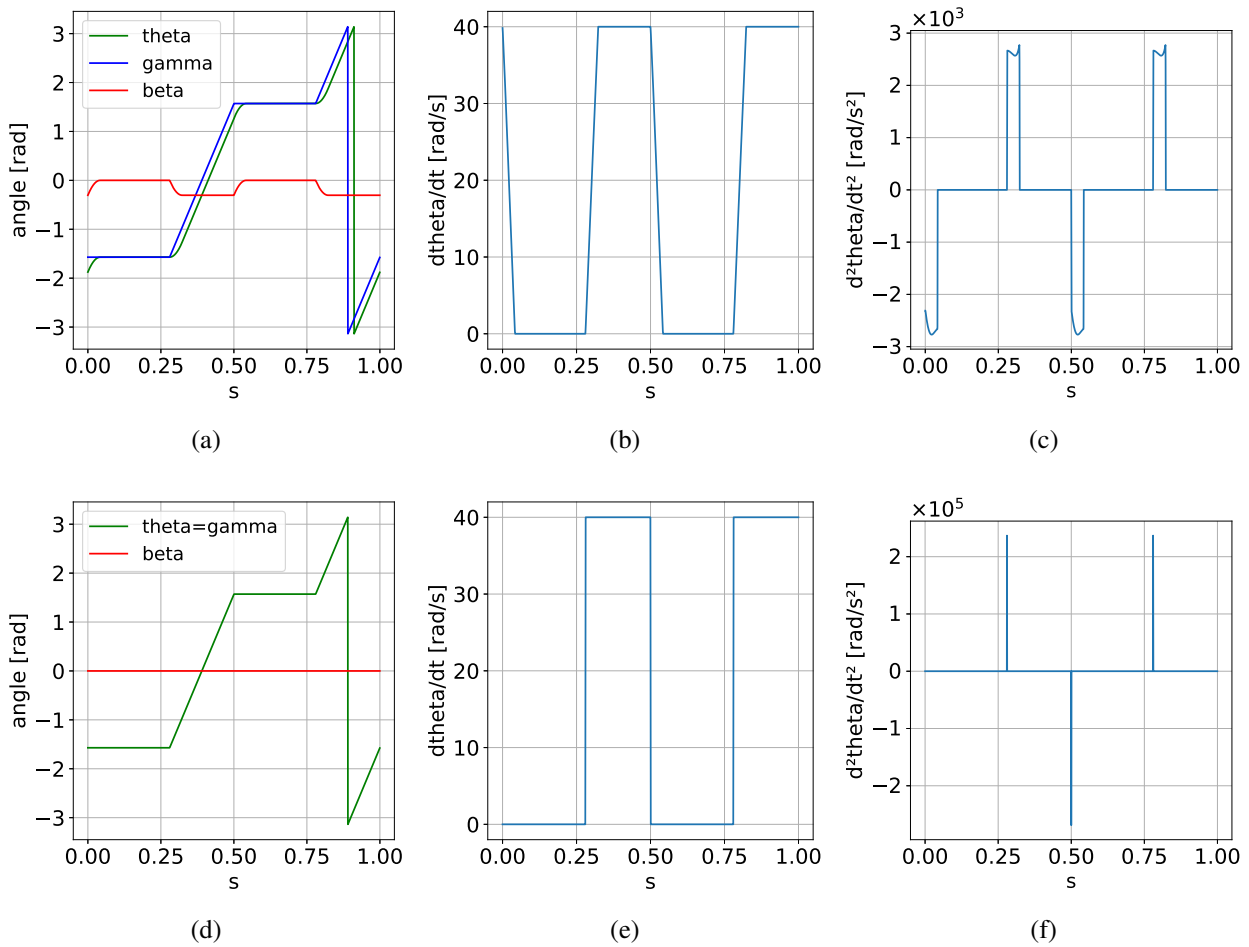 angle [rad]
3
2
1
0
−1
−2
−3
theta
gamma
beta
0.00 0.25 0.50 0.75 1.00
s
(a)
dtheta/dt [rad/s]
40
30
20
10
0
0.00 0.25 0.50 0.75 1.00
s
(b)
×10³
d²theta/dt² [rad/s²]
3
2
1
0
−1
−2
−3
0.00 0.25 0.50 0.75 1.00
s
(c)
angle [rad]
3
2
1
0
−1
−2
−3
theta=gamma
beta
0.00 0.25 0.50 0.75 1.00
s
(d)
dtheta/dt [rad/s]
40
30
20
10
0
0.00 0.25 0.50 0.75 1.00
s
(e)
×10⁵
d²theta/dt² [rad/s²]
2
1
0
−1
−2
0.00 0.25 0.50 0.75 1.00
s
(f)